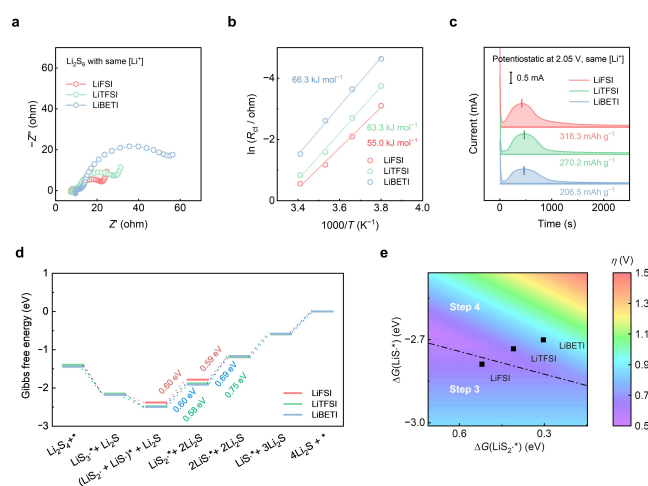 a
Li₂S₆ with same [Li⁺]
LiFSI
LiTFSI
LiBETI
80
60
40
20
0
0
20
40
60
80
−Z″ (ohm)
Z′ (ohm)
b
66.3 kJ mol⁻¹
63.3 kJ mol⁻¹
55.0 kJ mol⁻¹
LiFSI
LiTFSI
LiBETI
−4
−2
0
3.4
3.6
3.8
4.0
ln (Rct / ohm)
1000/T (K⁻¹)
c
Potentiostatic at 2.05 V, same [Li⁺]
0.5 mA
LiFSI
LiTFSI
LiBETI
318.3 mAh g⁻¹
270.2 mAh g⁻¹
206.5 mAh g⁻¹
0
1000
2000
Current (mA)
Time (s)
d
1
0
−1
−2
−3
−4
Gibbs free energy (eV)
0.60 eV
0.59 eV
0.60 eV
0.69 eV
0.58 eV
0.75 eV
LiFSI
LiTFSI
LiBETI
Li₂S₄+*
LiS₃·*+ Li₂S
(LiS₂· + LiS·)* + Li₂S
LiS₂·*+ 2Li₂S
2LiS·*+ 2Li₂S
LiS·*+ 3Li₂S
4Li₂S + *
e
Step 4
Step 3
LiBETI
LiTFSI
LiFSI
−2.7
−3.0
0.6
0.3
ΔG(LiS·*) (eV)
ΔG(LiS₂·*) (eV)
η (V)
1.5
1.3
1.1
0.9
0.7
0.5